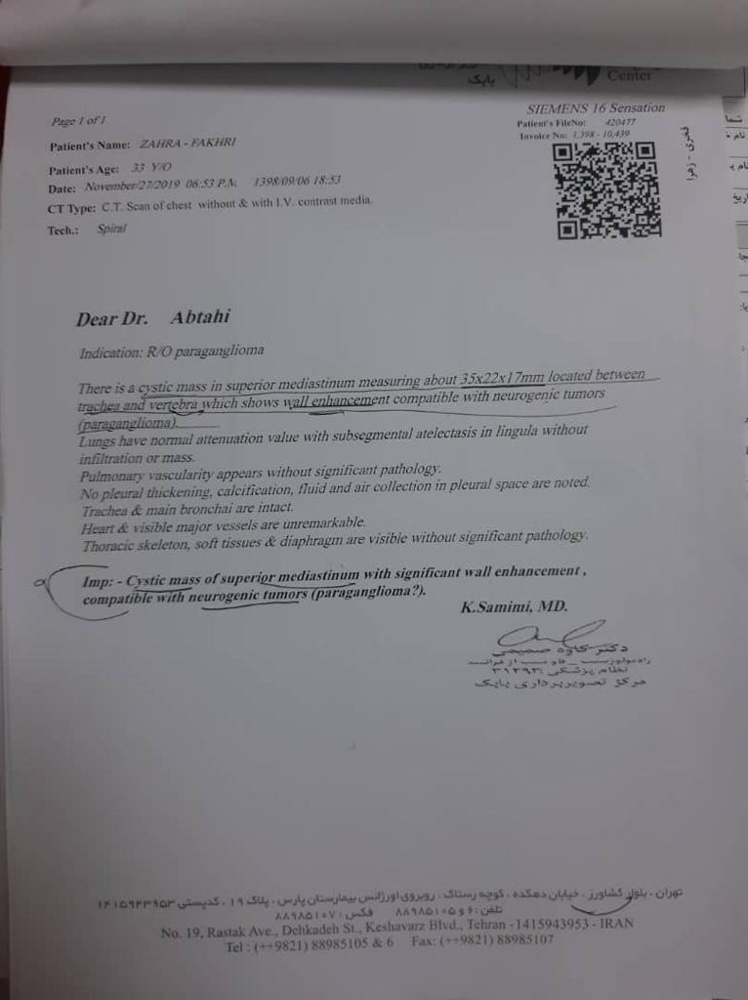 بابک
Center
Page 1 of 1
SIEMENS 16 Sensation
Patient's FileNo: 420477
Invoice No: 1,398 - 10,439
Patient's Name: ZAHRA - FAKHRI
Patient's Age: 33 Y/O
Date: November/27/2019 06:53 P.M. 1398/09/06 18:53
CT Type: C.T. Scan of chest without & with I.V. contrast media.
Tech.: Spiral
فخری - زهرا
Dear Dr. Abtahi
Indication: R/O paraganglioma
There is a cystic mass in superior mediastinum measuring about 35x22x17mm located between
trachea and vertebra which shows wall enhancement compatible with neurogenic tumors
(paraganglioma).
Lungs have normal attenuation value with subsegmental atelectasis in lingula without
infiltration or mass.
Pulmonary vascularity appears without significant pathology.
No pleural thickening, calcification, fluid and air collection in pleural space are noted.
Trachea & main bronchai are intact.
Heart & visible major vessels are unremarkable.
Thoracic skeleton, soft tissues & diaphragm are visible without significant pathology.
Imp: - Cystic mass of superior mediastinum with significant wall enhancement ,
compatible with neurogenic tumors (paraganglioma?).
K.Samimi, MD.
دکتر کاوه صمیمی
نظام پزشکی: ۳۱۲۹۳
مرکز تصویربرداری بابک
تهران ، بلوار کشاورز ، خیابان دهکده ، کوچه رستاک ، روبروی اورژانس بیمارستان پارس ، پلاک ۱۹ ، کدپستی ۱۴۱۵۹۴۳۹۵۳
تلفن : ۶ و ۸۸۹۸۵۱۰۵ فکس : ۸۸۹۸۵۱۰۷
No. 19, Rastak Ave., Dehkadeh St., Keshavarz Blvd., Tehran -1415943953 - IRAN
Tel : (++9821) 88985105 & 6 Fax: (++9821) 88985107